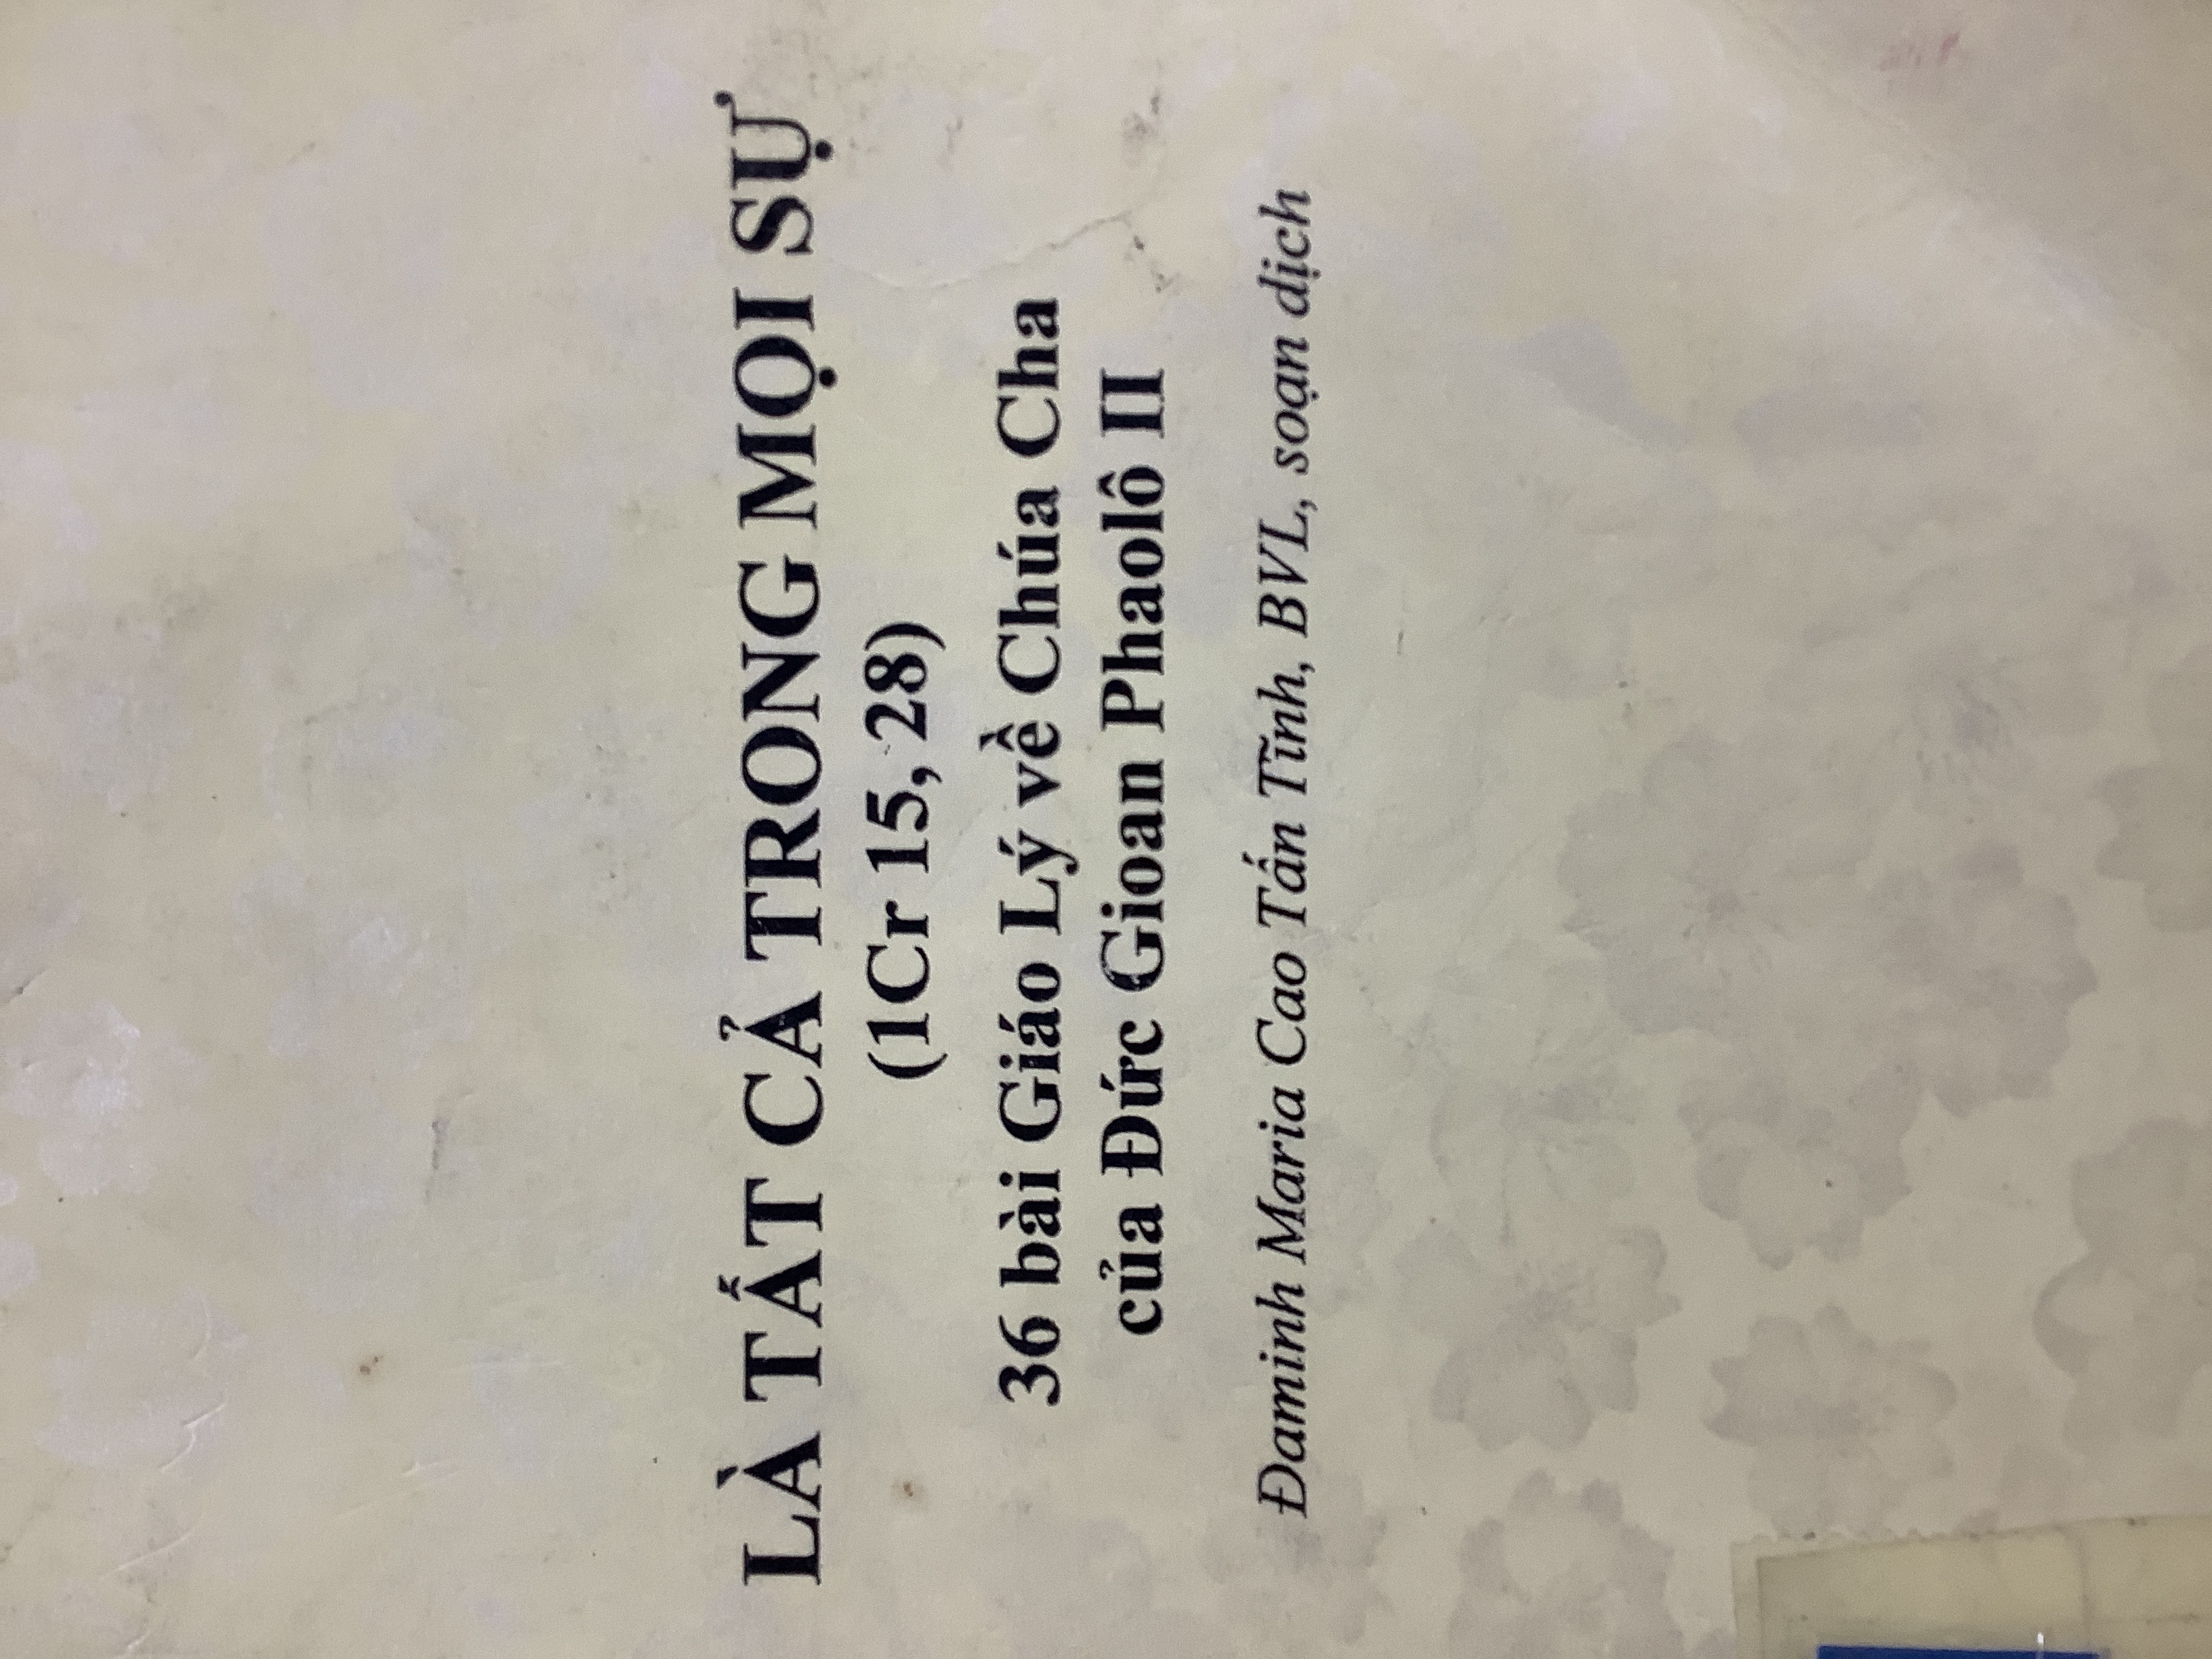 LÀ TẤT CẢ TRONG MỌI SỰ
(1Cr 15, 28)
36 bài Giáo Lý về Chúa Cha
của Đức Gioan Phaolô II
Đaminh Maria Cao Tấn Tĩnh, BVL, soạn dịch